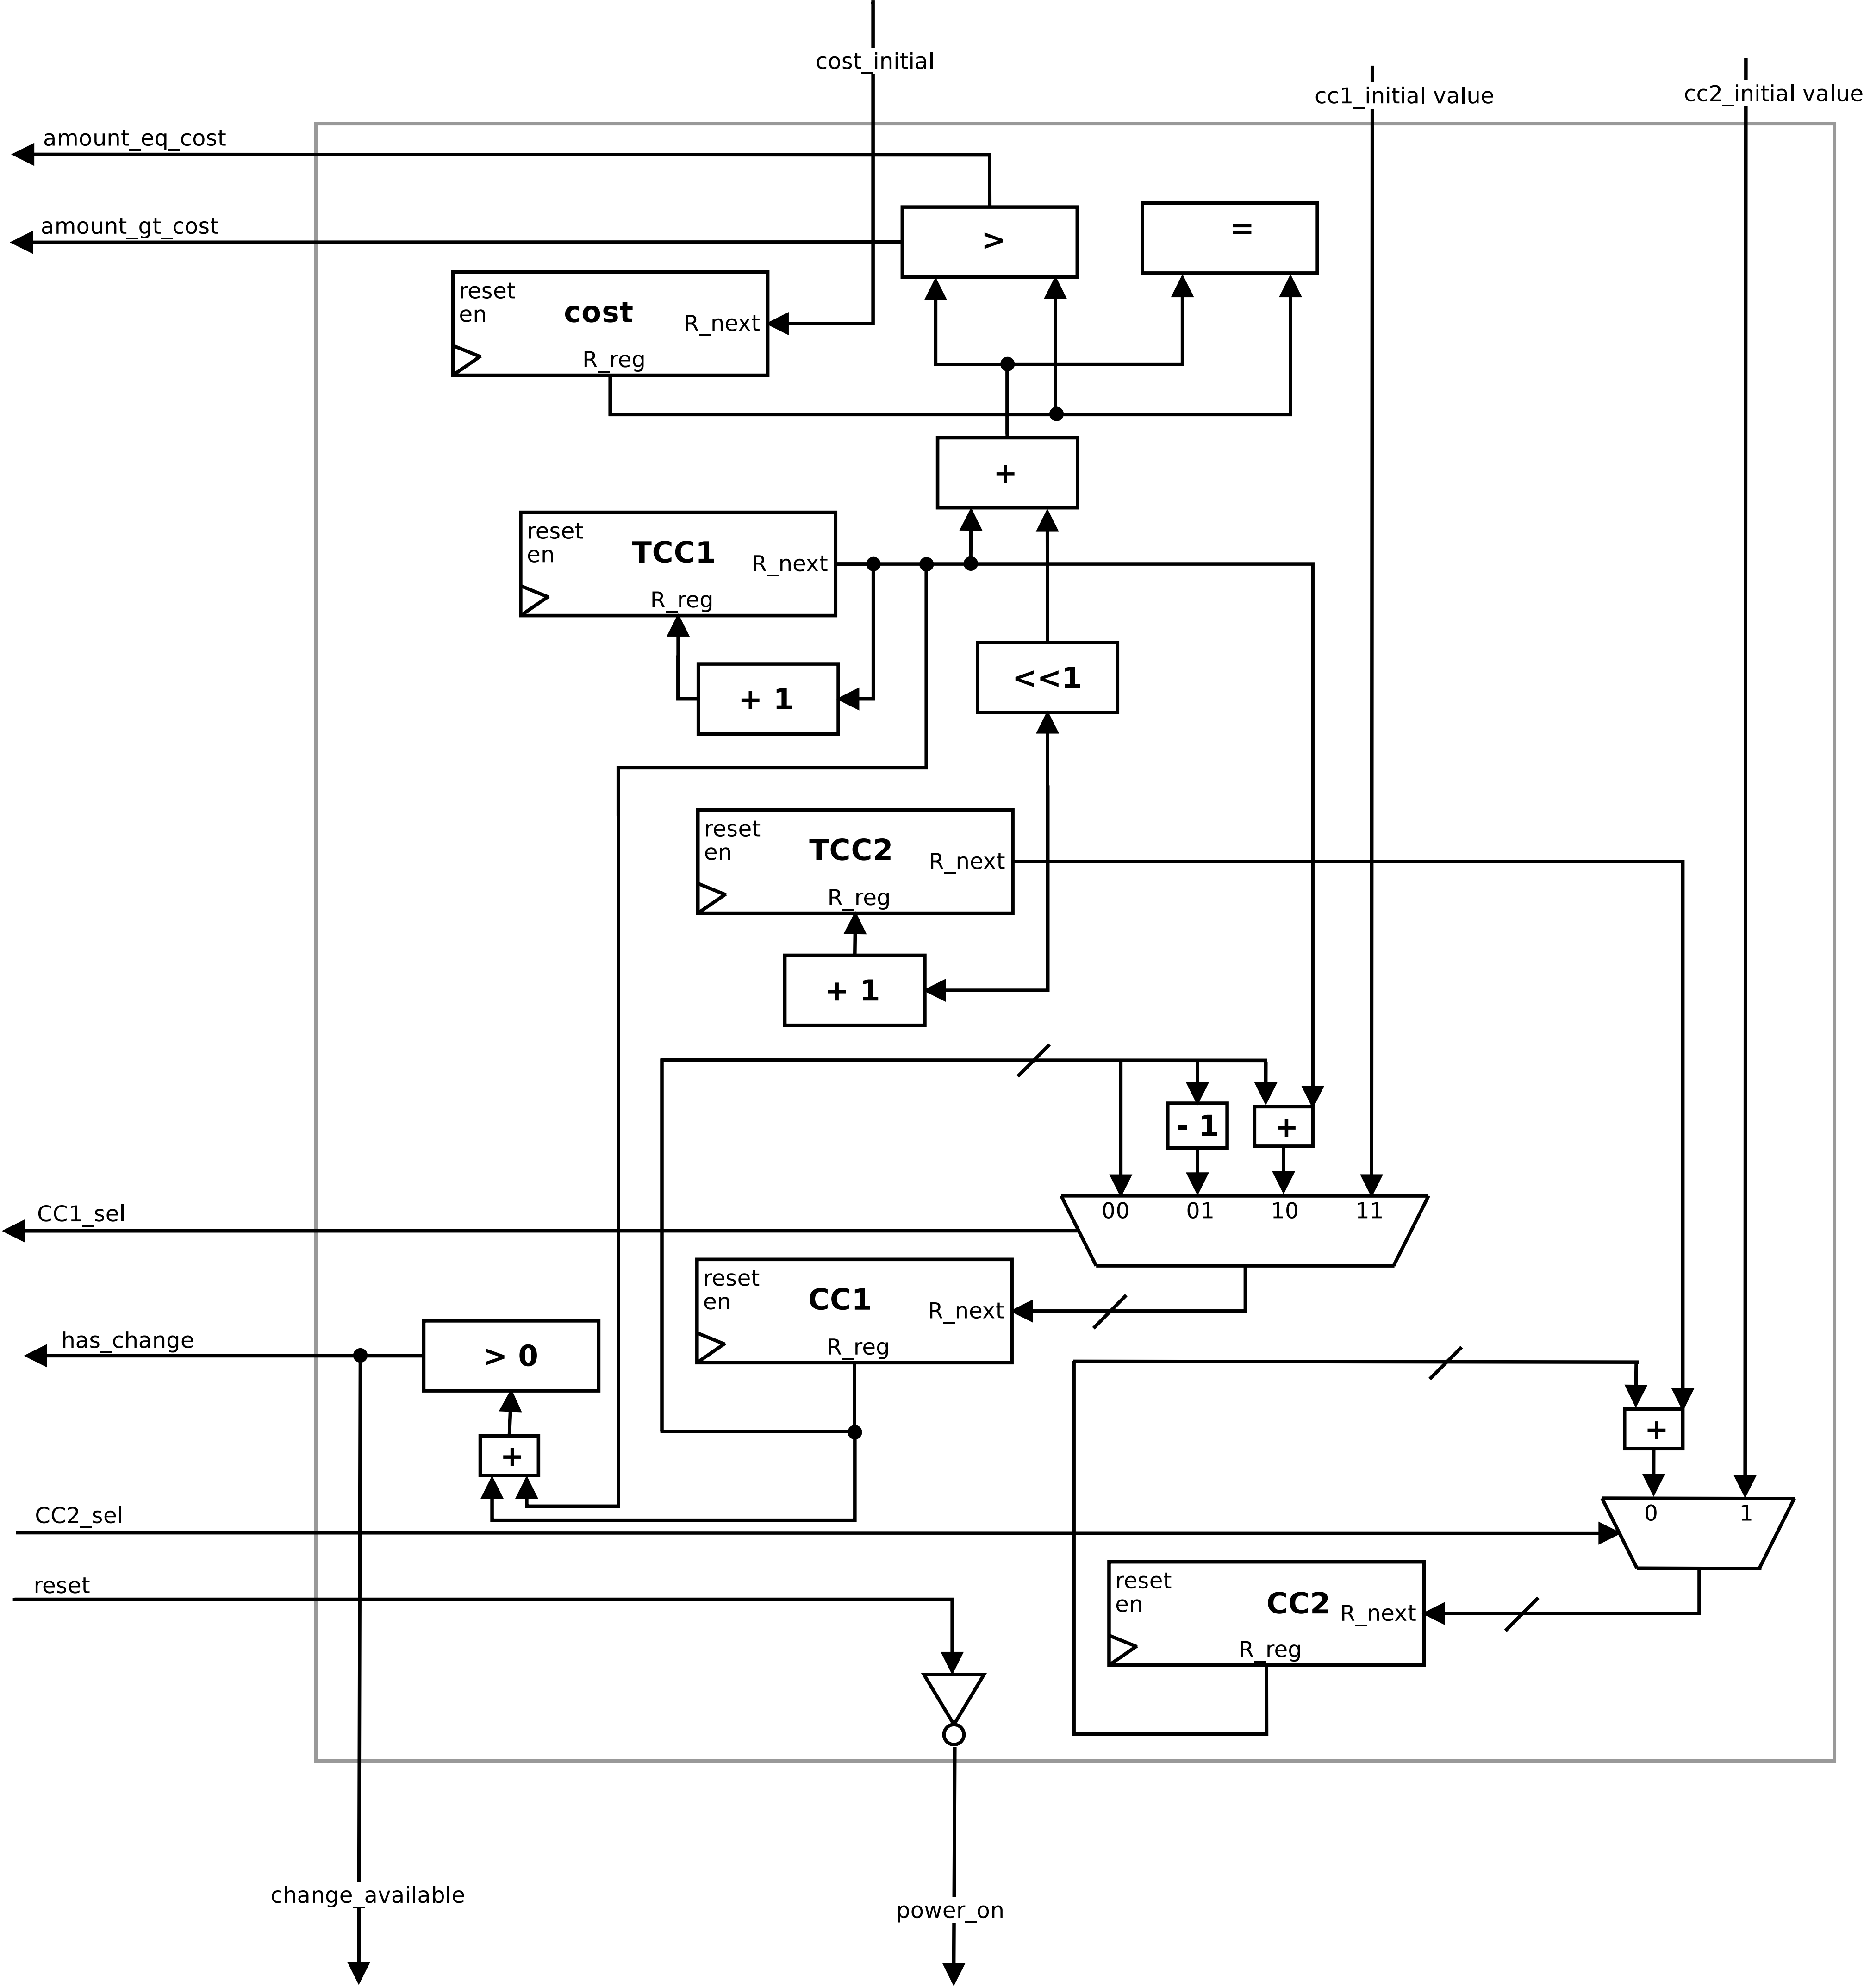 cost_initial
cc1_initial value
cc2_initial value
amount_eq_cost
amount_gt_cost
>
=
reset
en
cost
R_next
R_reg
+
reset
en
TCC1
R_next
R_reg
+ 1
<<1
reset
en
TCC2
R_next
R_reg
+ 1
- 1
+
00 01 10 11
CC1_sel
reset
en
CC1
R_next
R_reg
has_change
> 0
+
+
CC2_sel
0 1
reset
reset
en
CC2
R_next
R_reg
change_available
power_on